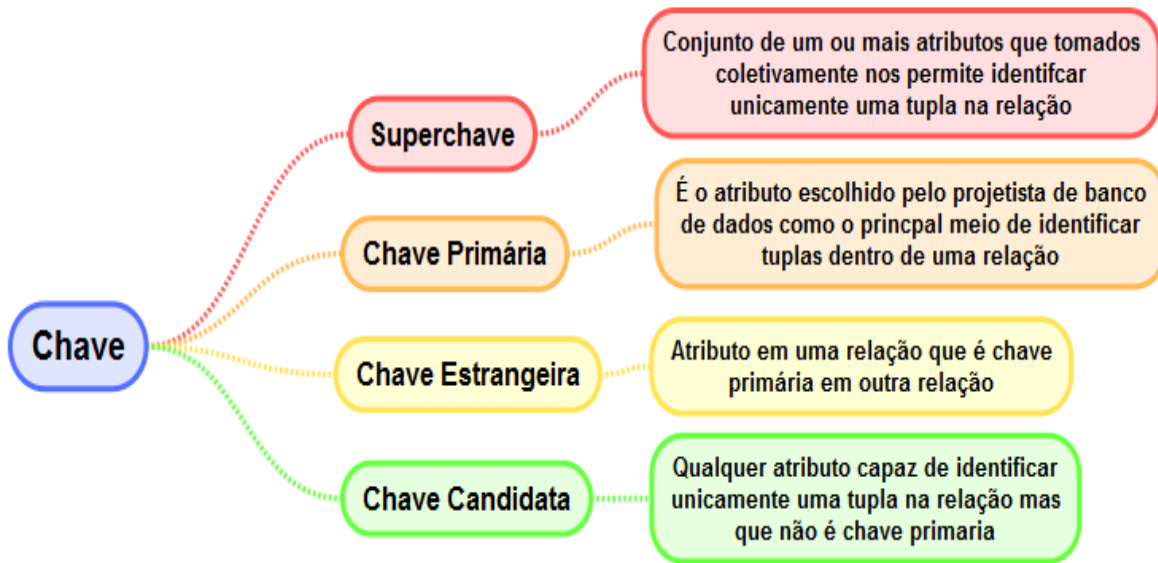 Chave
Superchave
Conjunto de um ou mais atributos que tomados
coletivamente nos permite identifcar
unicamente uma tupla na relação
Chave Primária
É o atributo escolhido pelo projetista de banco
de dados como o princpal meio de identificar
tuplas dentro de uma relação
Chave Estrangeira
Atributo em uma relação que é chave
primária em outra relação
Chave Candidata
Qualquer atributo capaz de identificar
unicamente uma tupla na relação mas
que não é chave primaria